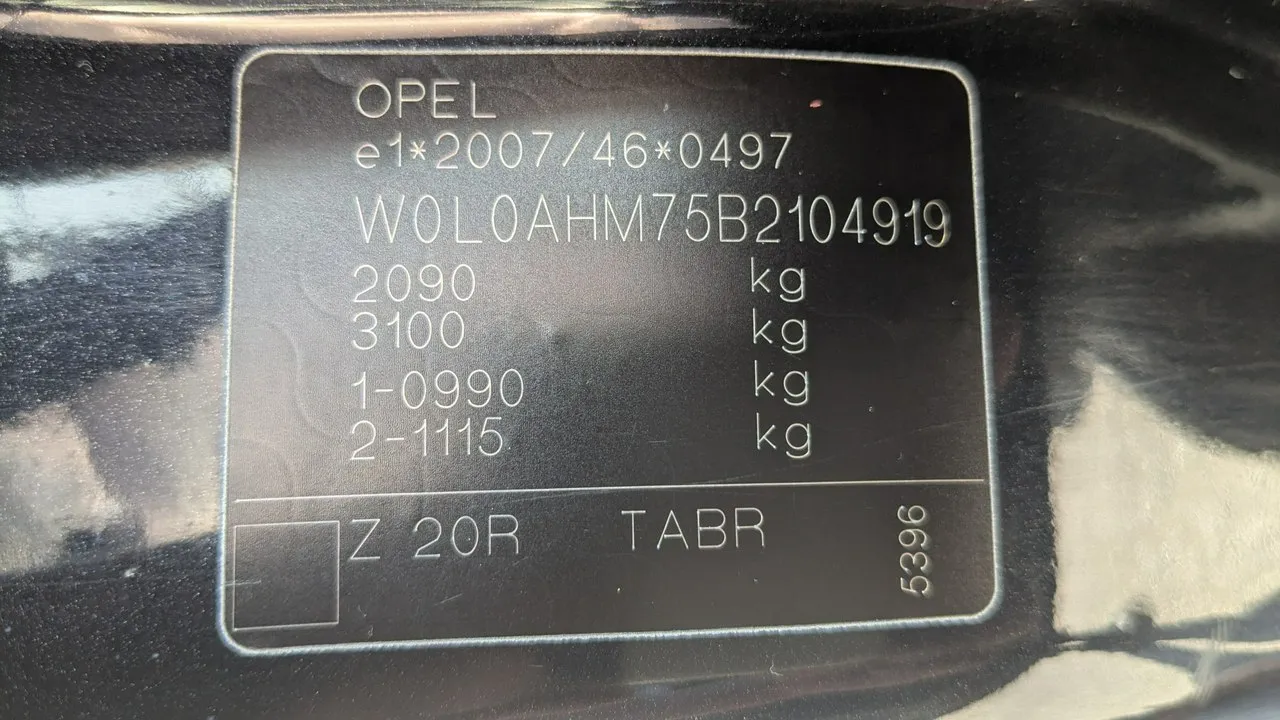 OPEL
e1*2007/46*0497
W0L0AHM75B2104919
2090 kg
3100 kg
1-0990 kg
2-1115 kg
Z 20R TABR
5396